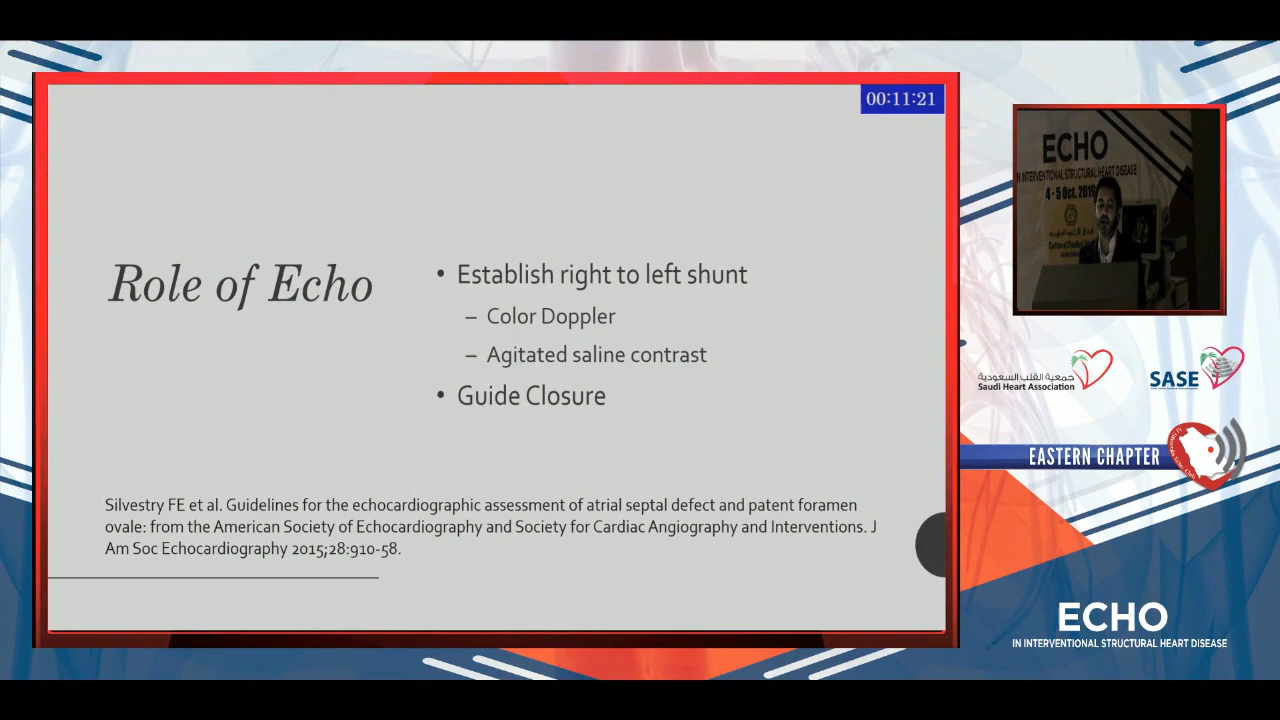 00:11:21
Role of Echo
• Establish right to left shunt
– Color Doppler
– Agitated saline contrast
• Guide Closure
Silvestry FE et al. Guidelines for the echocardiographic assessment of atrial septal defect and patent foramen
ovale: from the American Society of Echocardiography and Society for Cardiac Angiography and Interventions. J
Am Soc Echocardiography 2015;28:910-58.
ECHO
IN INTERVENTIONAL STRUCTURAL HEART DISEASE
4 - 5 Oct. 2019
جمعية القلب السعودية
Saudi Heart Association
SASE
EASTERN CHAPTER
ECHO
IN INTERVENTIONAL STRUCTURAL HEART DISEASE